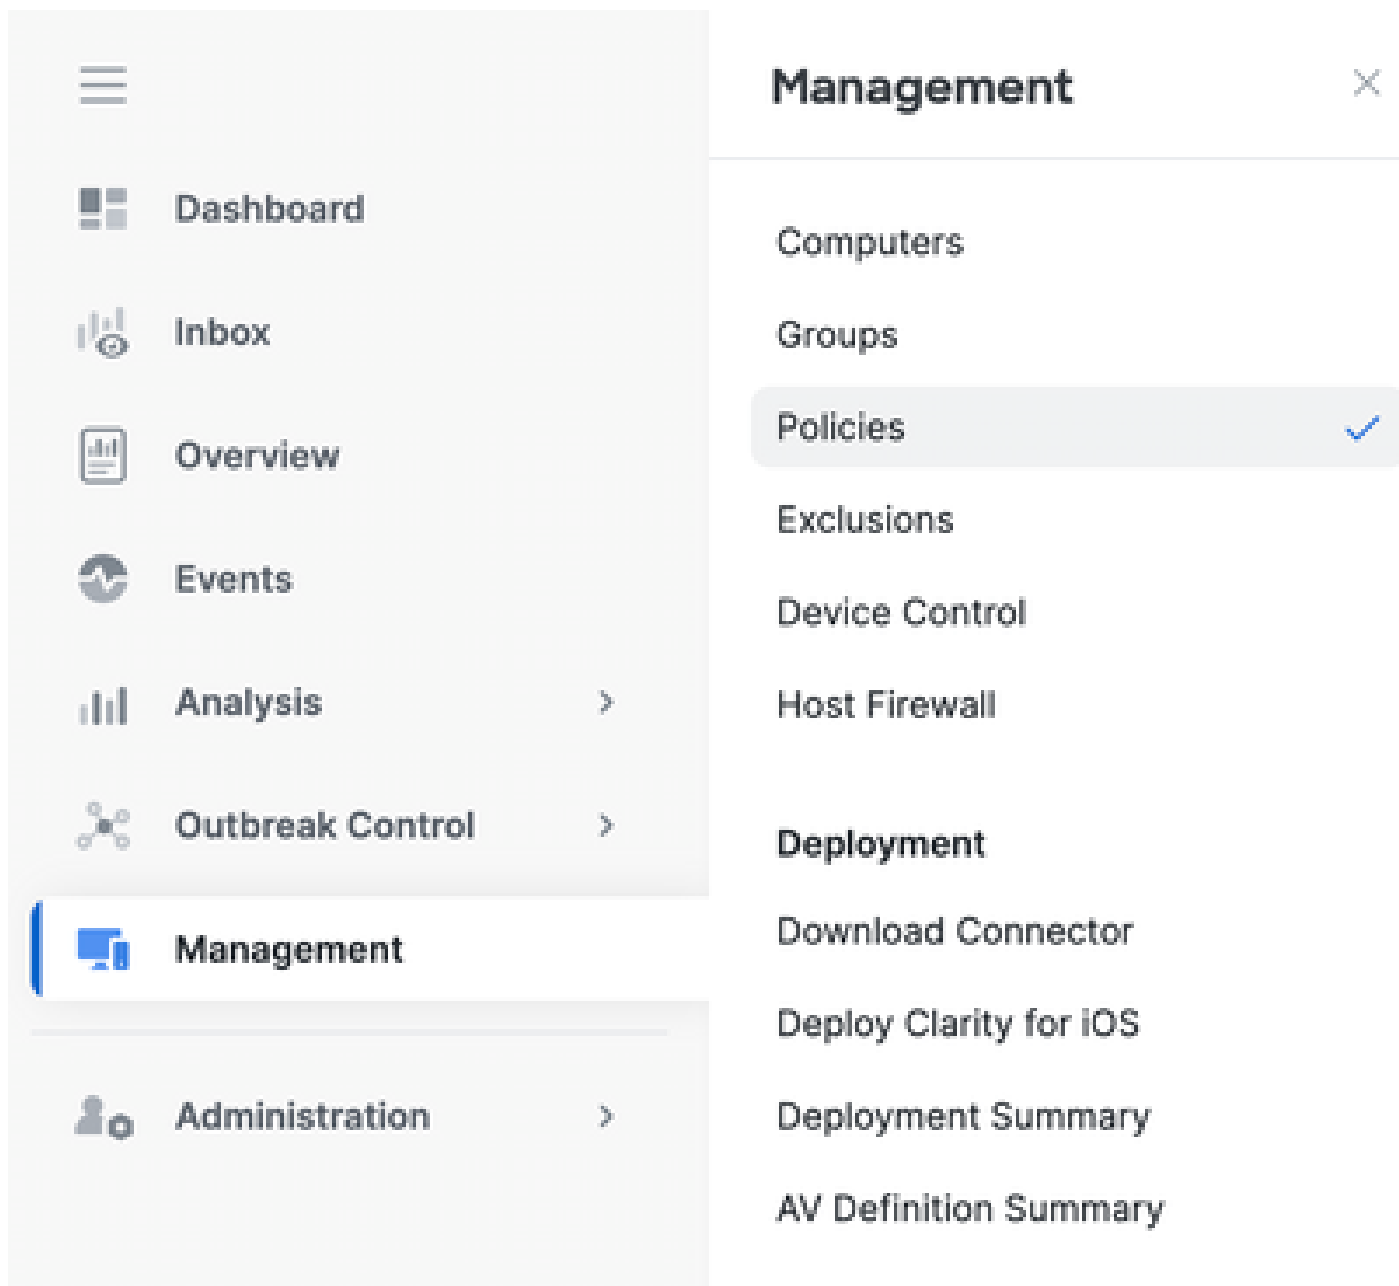 Dashboard
Inbox
Overview
Events
Analysis
Outbreak Control
Management
Administration
Management
Computers
Groups
Policies
Exclusions
Device Control
Host Firewall
Deployment
Download Connector
Deploy Clarity for iOS
Deployment Summary
AV Definition Summary